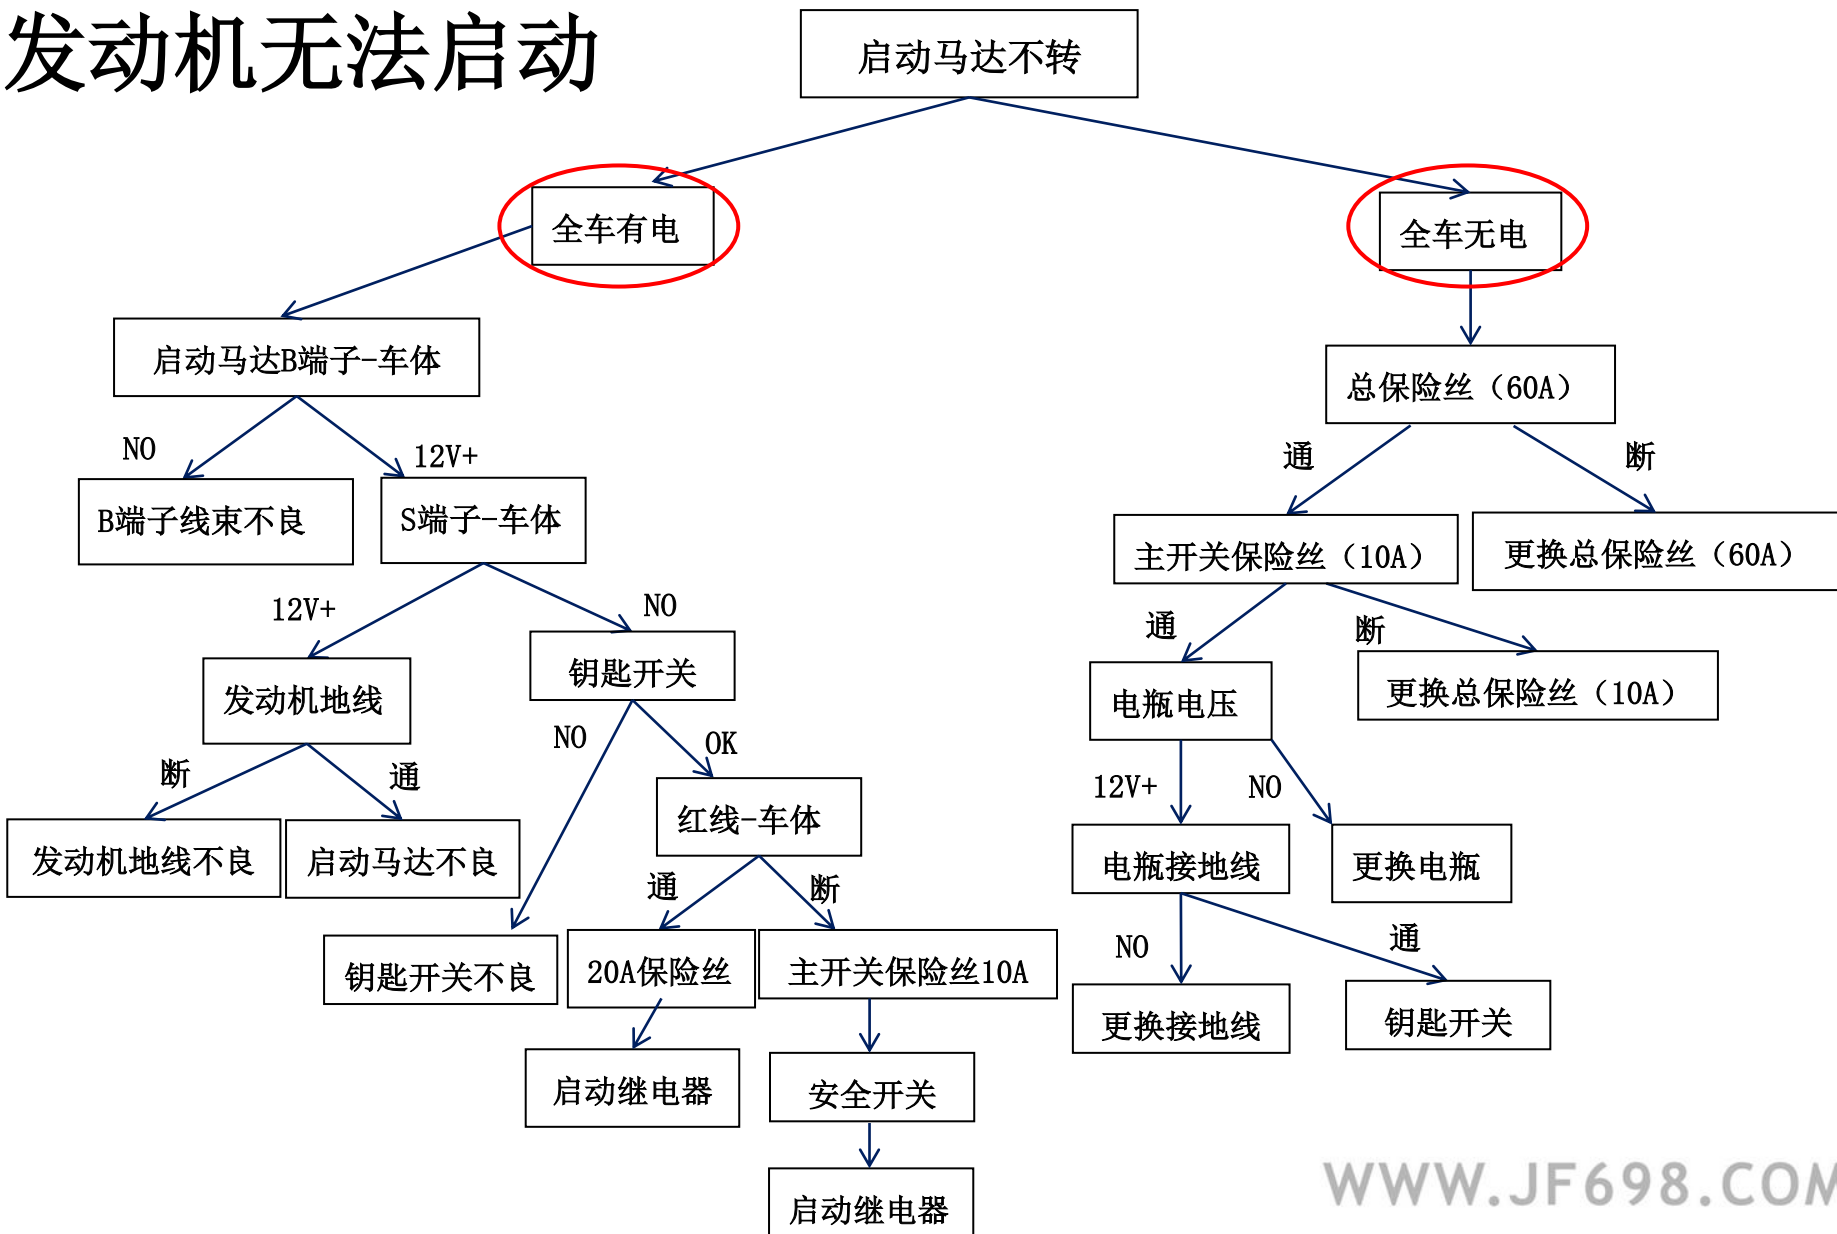 发动机无法启动
启动马达不转
全车有电
全车无电
启动马达B端子-车体
总保险丝（60A）
NO
12V+
通
断
B端子线束不良
S端子-车体
主开关保险丝（10A）
更换总保险丝（60A）
12V+
NO
通
断
发动机地线
钥匙开关
电瓶电压
更换总保险丝（10A）
断
通
NO
OK
12V+
NO
发动机地线不良
启动马达不良
红线-车体
电瓶接地线
更换电瓶
通
断
NO
通
钥匙开关不良
20A保险丝
主开关保险丝10A
更换接地线
钥匙开关
启动继电器
安全开关
启动继电器
WWW.JF698.COM